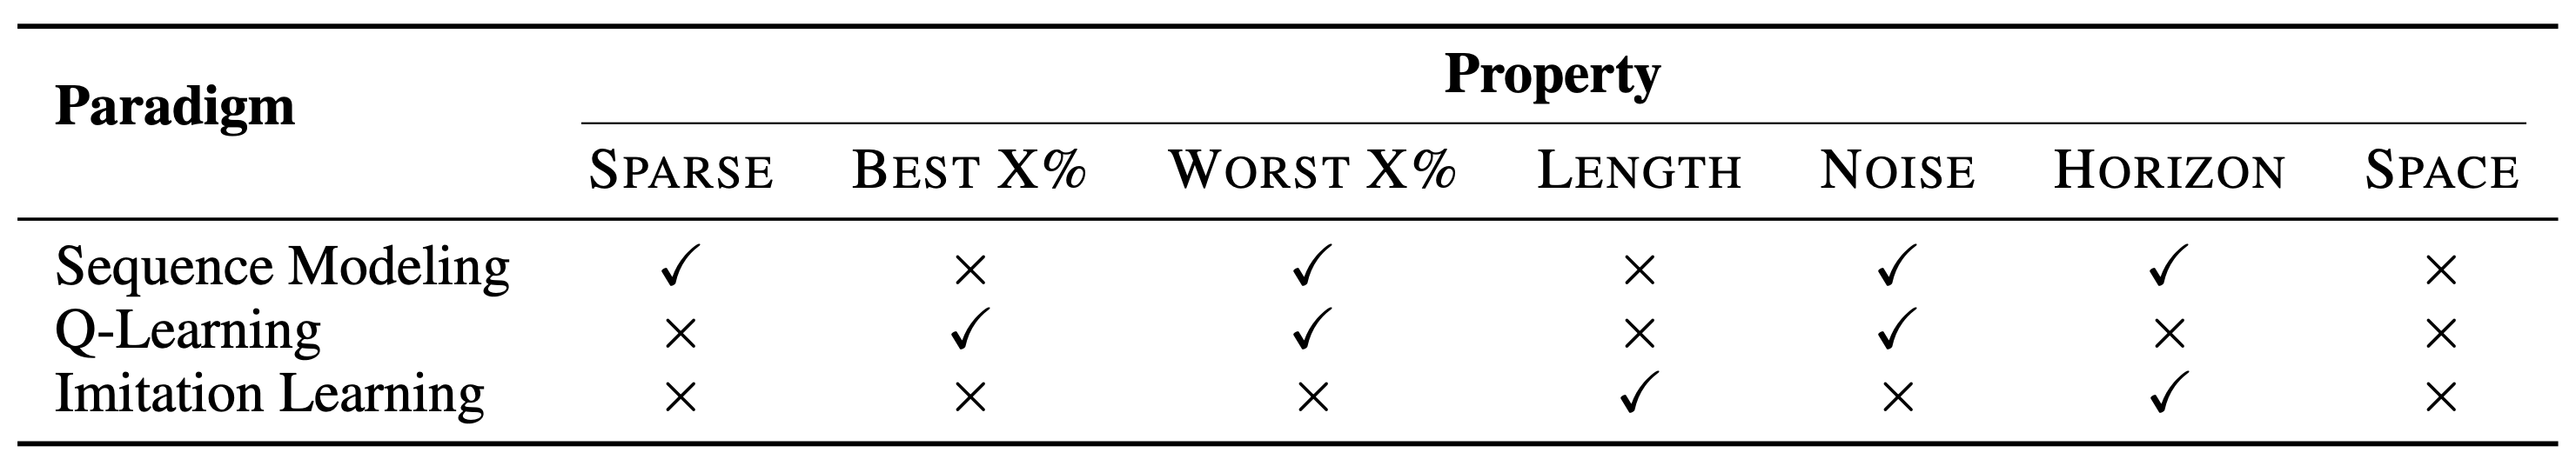 Paradigm Property
SPARSE BEST X% WORST X% LENGTH NOISE HORIZON SPACE
Sequence Modeling ✓ × ✓ × ✓ ✓ ×
Q-Learning × ✓ ✓ × ✓ × ×
Imitation Learning × × × ✓ × ✓ ×